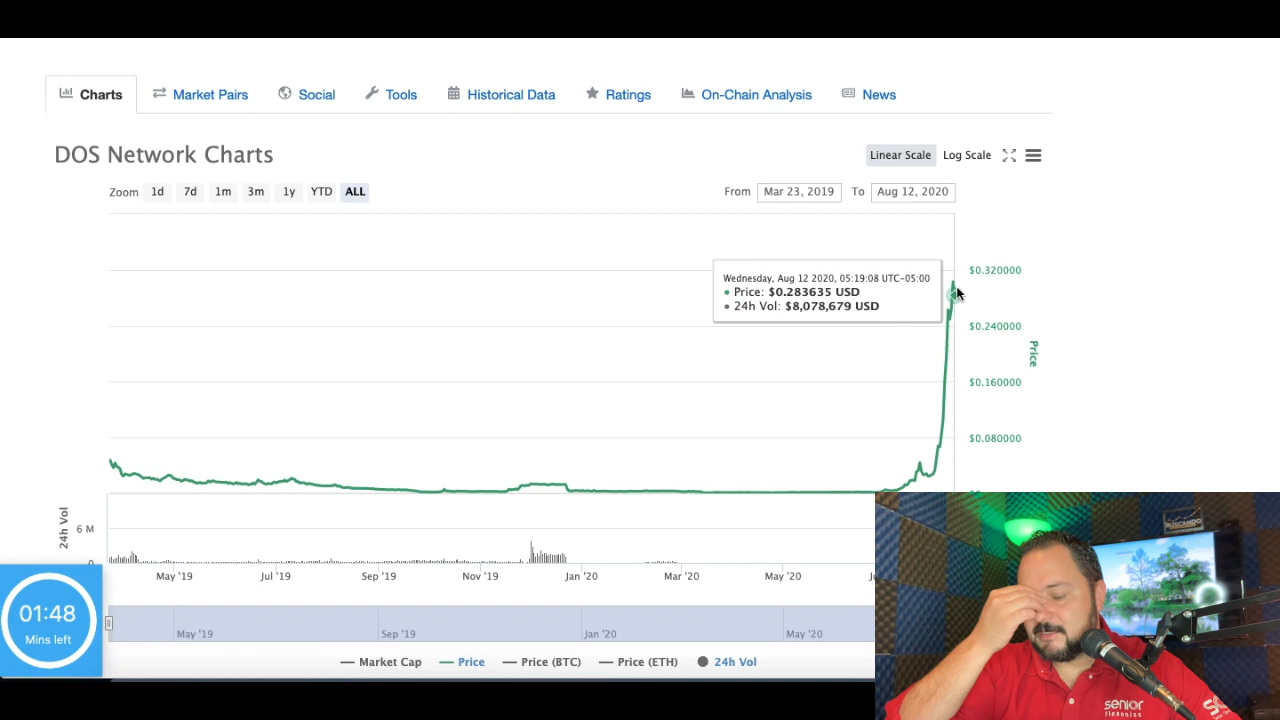 Charts Market Pairs Social Tools Historical Data Ratings On-Chain Analysis News
DOS Network Charts
Linear Scale Log Scale
Zoom 1d 7d 1m 3m 1y YTD ALL
From Mar 23, 2019 To Aug 12, 2020
Wednesday, Aug 12 2020, 05:19:08 UTC-05:00
• Price: $0.283635 USD
• 24h Vol: $8,078,679 USD
$0.320000
$0.240000
$0.160000
$0.080000
Price
24h Vol
6 M
0
May '19 Jul '19 Sep '19 Nov '19 Jan '20 Mar '20 May '20
May '19 Sep '19 Jan '20 May '20
Market Cap Price Price (BTC) Price (ETH) 24h Vol
01:48
Mins left
BUSCANDO
senior
flexonics